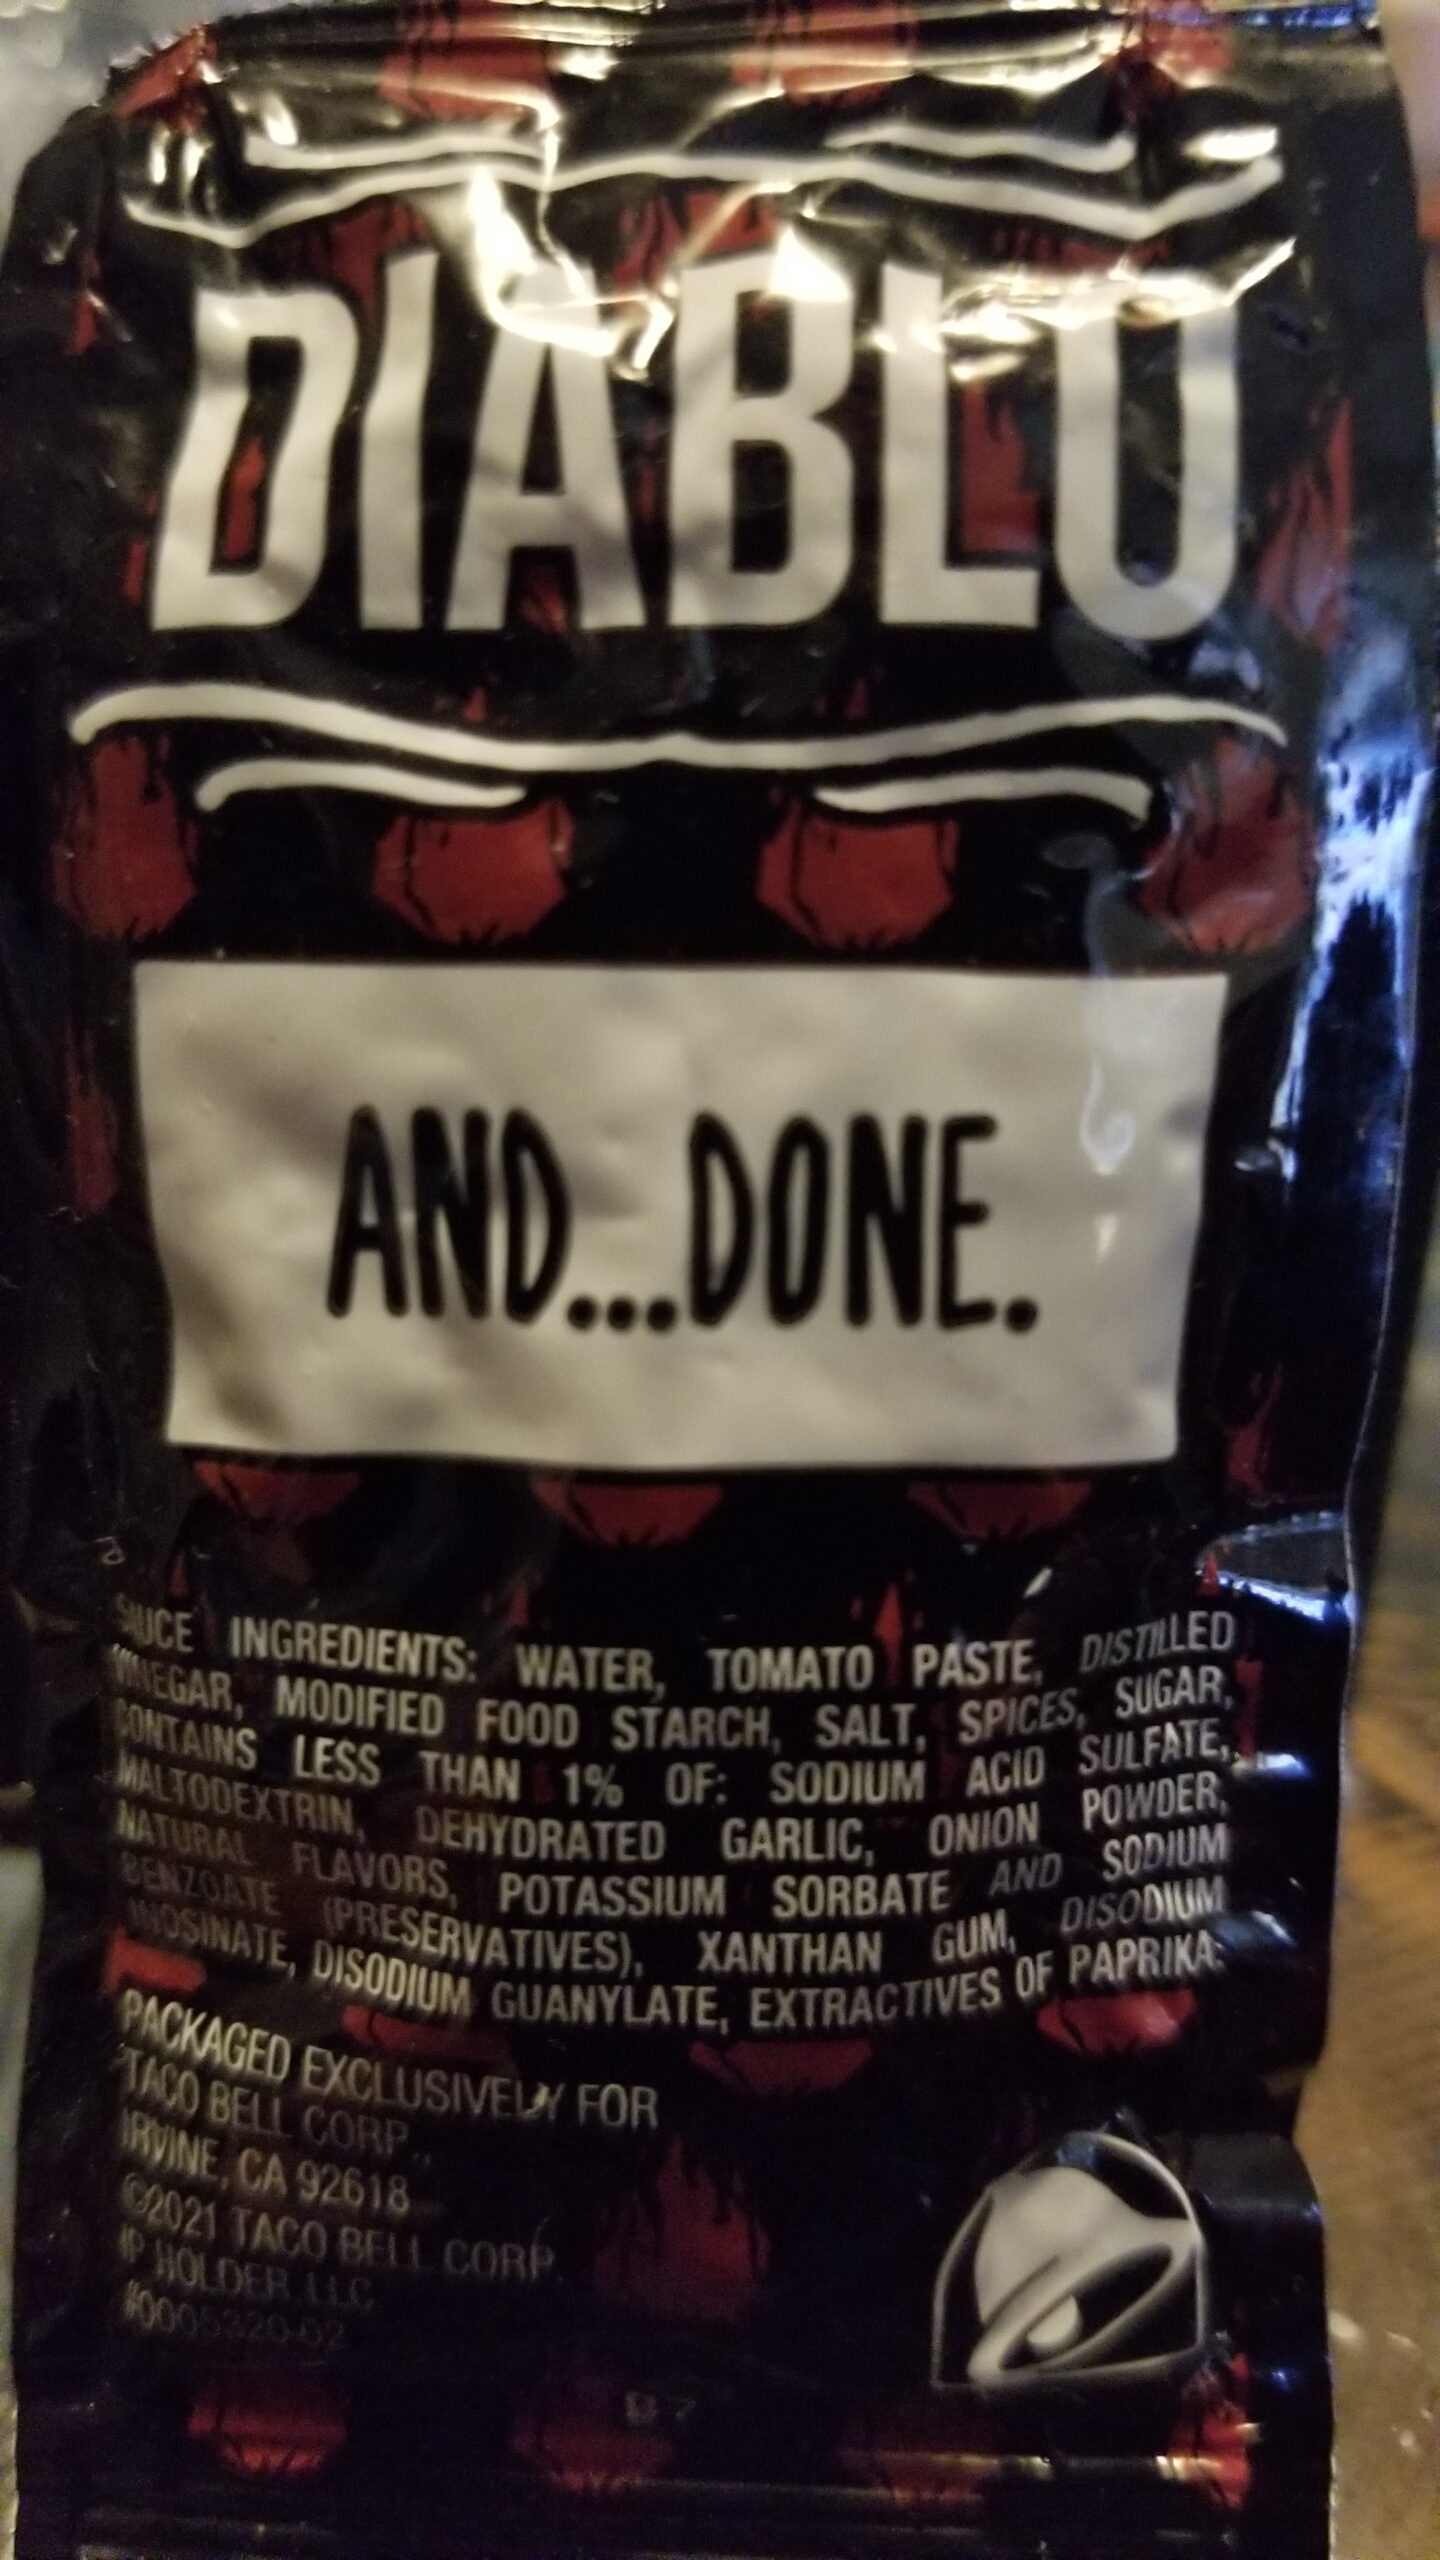 DIABLO
AND...DONE.
SAUCE INGREDIENTS: WATER, TOMATO PASTE, DISTILLED
VINEGAR, MODIFIED FOOD STARCH, SALT, SPICES, SUGAR,
CONTAINS LESS THAN 1% OF: SODIUM ACID SULFATE,
MALTODEXTRIN, DEHYDRATED GARLIC, ONION POWDER,
NATURAL FLAVORS, POTASSIUM SORBATE AND SODIUM
BENZOATE (PRESERVATIVES), XANTHAN GUM, DISODIUM
INOSINATE, DISODIUM GUANYLATE, EXTRACTIVES OF PAPRIKA.
PACKAGED EXCLUSIVELY FOR
TACO BELL CORP.,
IRVINE, CA 92618
©2021 TACO BELL CORP.
IP HOLDER LLC
#0005320-02